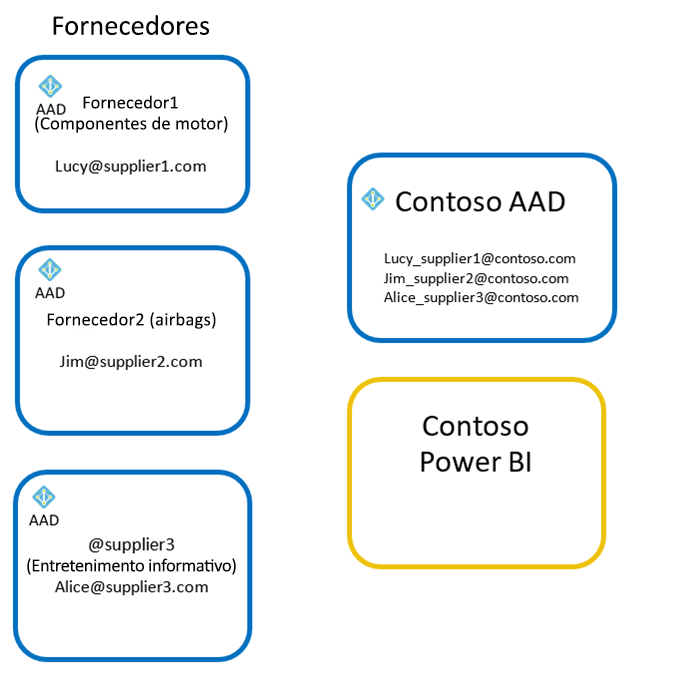 Fornecedores
AAD
Fornecedor1
(Componentes de motor)
Lucy@supplier1.com
AAD
Fornecedor2 (airbags)
Jim@supplier2.com
AAD
@supplier3
(Entretenimento informativo)
Alice@supplier3.com
Contoso AAD
Lucy_supplier1@contoso.com
Jim_supplier2@contoso.com
Alice_supplier3@contoso.com
Contoso
Power BI